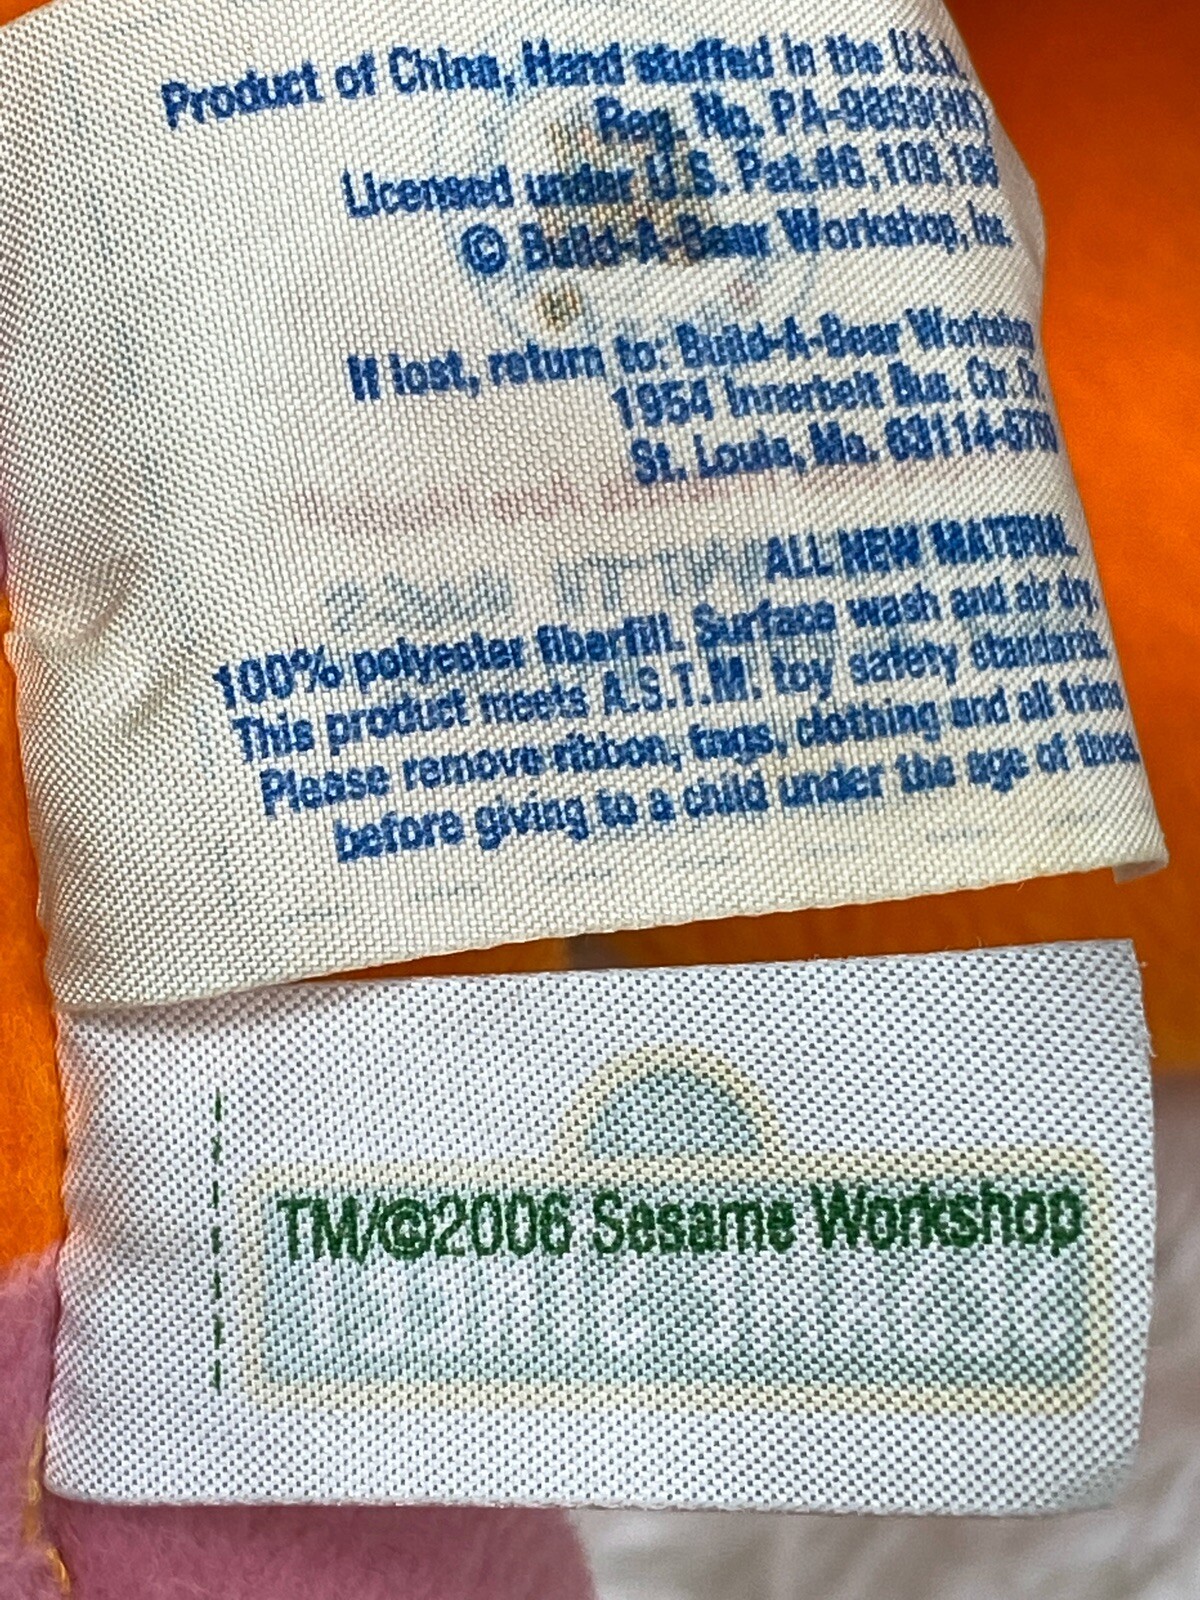 Product of China, Hand stuffed in the U.S.A.
Reg. No. PA-9859(HK)
Licensed under U.S. Pat.#6,109,196
© Build-A-Bear Workshop, Inc.
If lost, return to: Build-A-Bear Workshop
1954 Innerbelt Bus. Ctr. Dr.
St. Louis, Mo. 63114-5760
ALL NEW MATERIAL.
100% polyester fiberfill. Surface wash and air dry.
This product meets A.S.T.M. toy safety standards.
Please remove ribbon, tags, clothing and all trims
before giving to a child under the age of three.
TM/©2006 Sesame Workshop